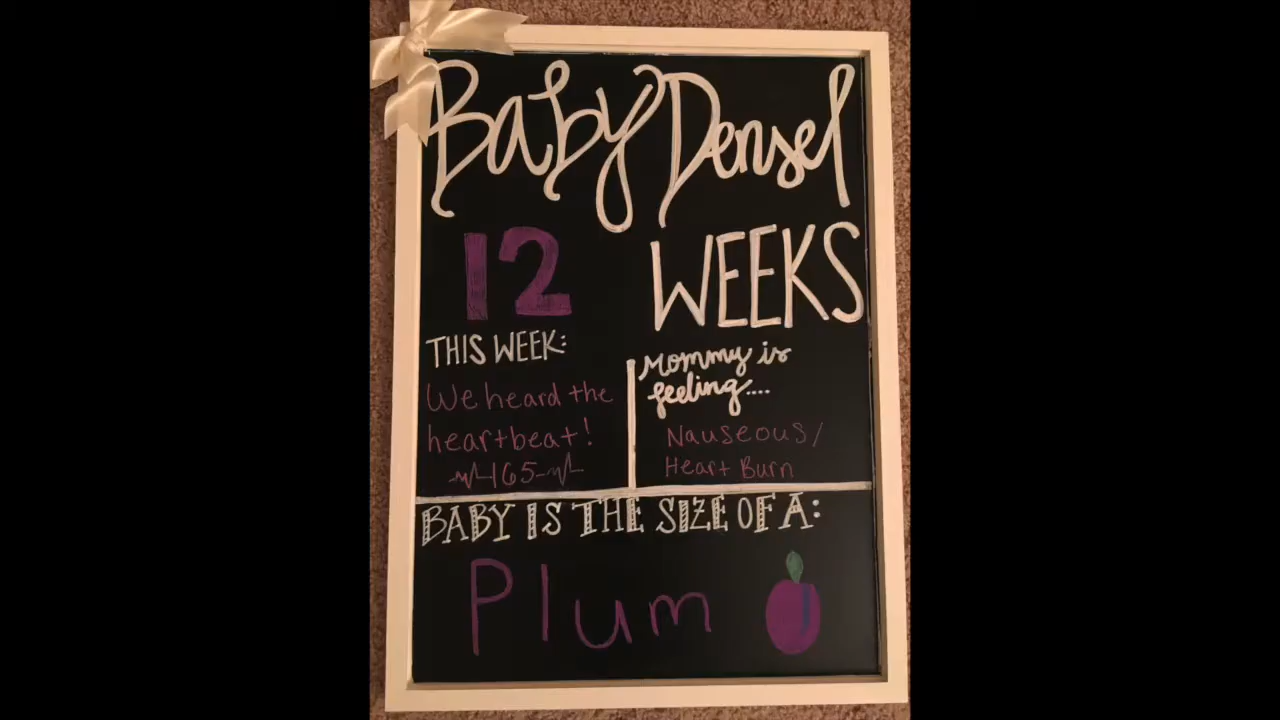 Baby Densel
12 WEEKS
THIS WEEK:
We heard the
heartbeat!
165
Mommy is
feeling....
Nauseous/
Heart Burn
BABY IS THE SIZE OF A:
Plum